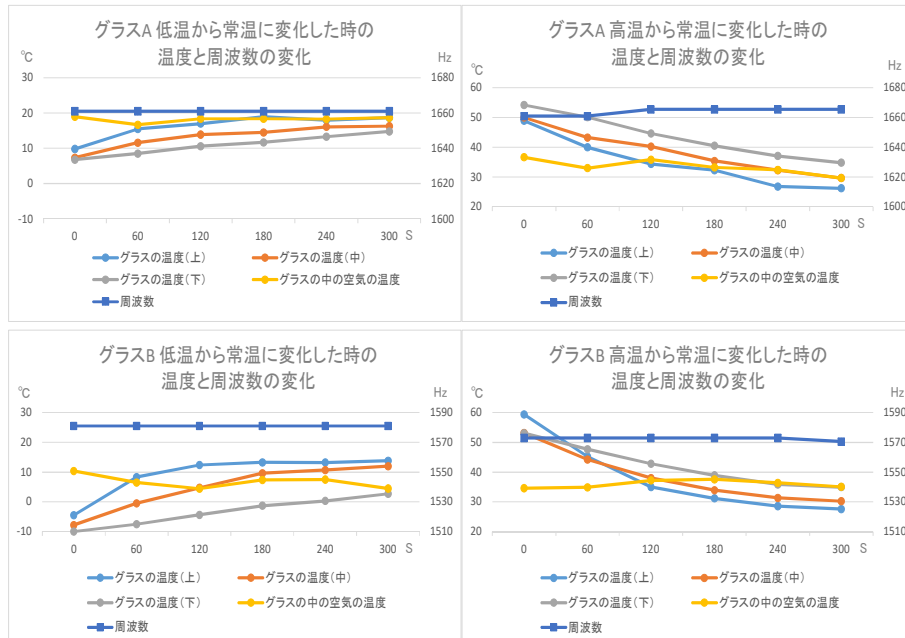 グラスA 低温から常温に変化した時の
温度と周波数の変化
℃
Hz
30
20
10
0
-10
1680
1660
1640
1620
1600
0 60 120 180 240 300 S
グラスの温度(上) グラスの温度(中)
グラスの温度(下) グラスの中の空気の温度
周波数
グラスA 高温から常温に変化した時の
温度と周波数の変化
℃
Hz
60
50
40
30
20
1680
1660
1640
1620
1600
0 60 120 180 240 300 S
グラスの温度(上) グラスの温度(中)
グラスの温度(下) グラスの中の空気の温度
周波数
グラスB 低温から常温に変化した時の
温度と周波数の変化
℃
Hz
30
20
10
0
-10
1590
1570
1550
1530
1510
0 60 120 180 240 300 S
グラスの温度(上) グラスの温度(中)
グラスの温度(下) グラスの中の空気の温度
周波数
グラスB 高温から常温に変化した時の
温度と周波数の変化
℃
Hz
60
50
40
30
20
1590
1570
1550
1530
1510
0 60 120 180 240 300 S
グラスの温度(上) グラスの温度(中)
グラスの温度(下) グラスの中の空気の温度
周波数